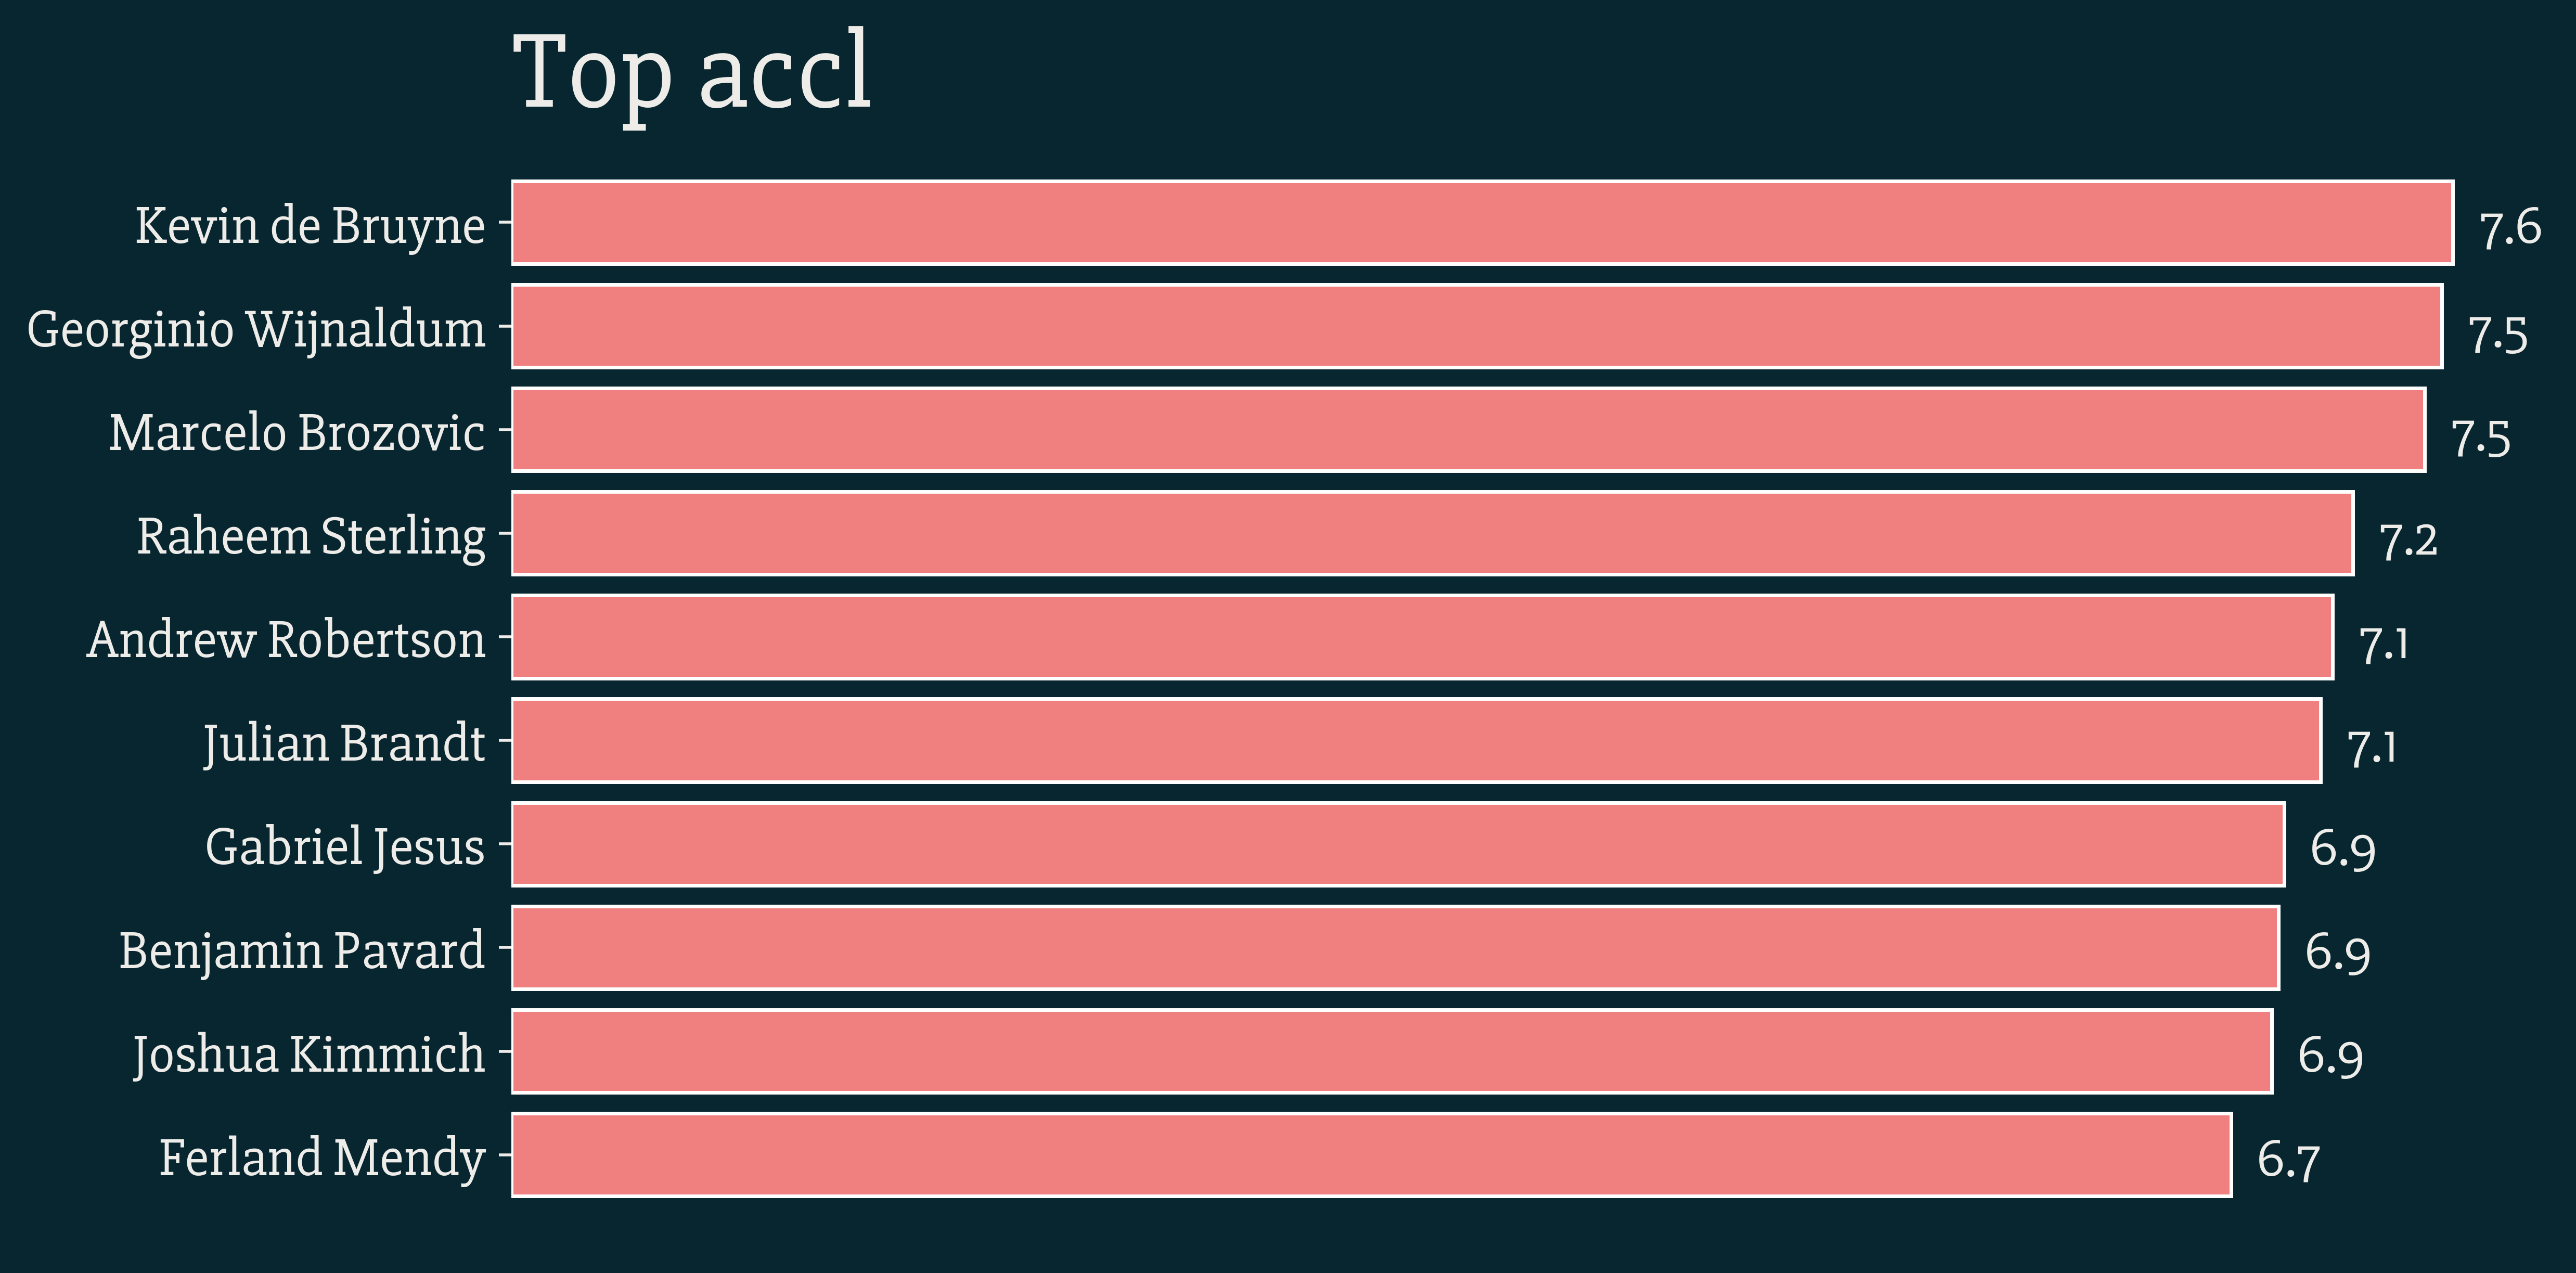 Top accl
Kevin de Bruyne 7.6
Georginio Wijnaldum 7.5
Marcelo Brozovic 7.5
Raheem Sterling 7.2
Andrew Robertson 7.1
Julian Brandt 7.1
Gabriel Jesus 6.9
Benjamin Pavard 6.9
Joshua Kimmich 6.9
Ferland Mendy 6.7